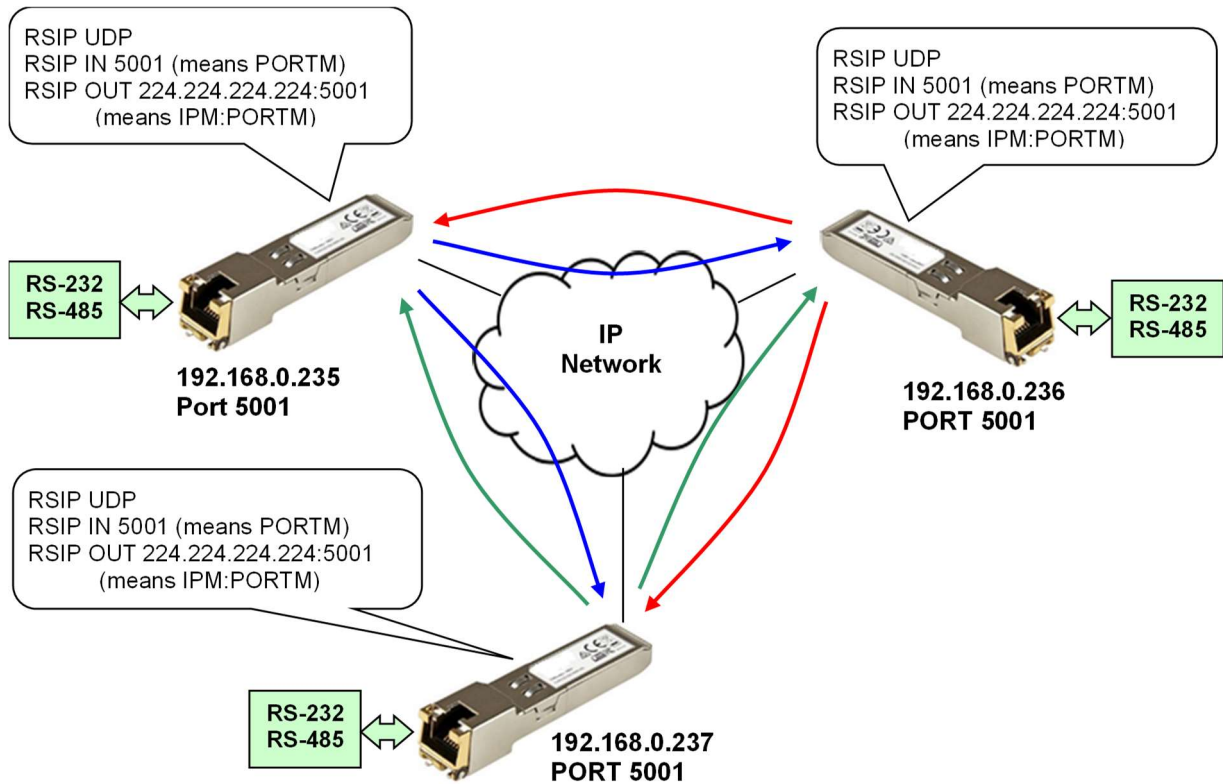 RSIP UDP
RSIP IN 5001 (means PORTM)
RSIP OUT 224.224.224.224:5001
(means IPM:PORTM)
RSIP UDP
RSIP IN 5001 (means PORTM)
RSIP OUT 224.224.224.224:5001
(means IPM:PORTM)
RS-232
RS-485
IP
Network
RS-232
RS-485
192.168.0.235
Port 5001
192.168.0.236
PORT 5001
RSIP UDP
RSIP IN 5001 (means PORTM)
RSIP OUT 224.224.224.224:5001
(means IPM:PORTM)
RS-232
RS-485
192.168.0.237
PORT 5001